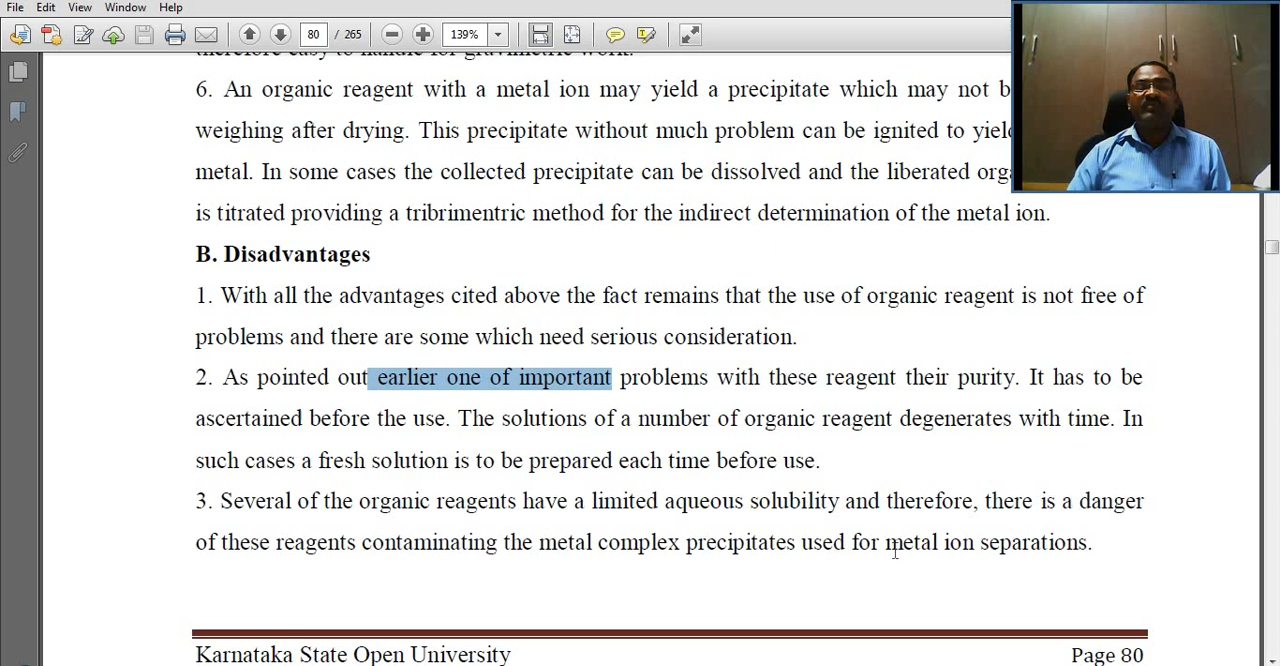 File Edit View Window Help
80 / 265 139%
therefore easy to handle for gravimetric work.
6. An organic reagent with a metal ion may yield a precipitate which may not b
weighing after drying. This precipitate without much problem can be ignited to yiel
metal. In some cases the collected precipitate can be dissolved and the liberated orga
is titrated providing a tribrimentric method for the indirect determination of the metal ion.
B. Disadvantages
1. With all the advantages cited above the fact remains that the use of organic reagent is not free of
problems and there are some which need serious consideration.
2. As pointed out earlier one of important problems with these reagent their purity. It has to be
ascertained before the use. The solutions of a number of organic reagent degenerates with time. In
such cases a fresh solution is to be prepared each time before use.
3. Several of the organic reagents have a limited aqueous solubility and therefore, there is a danger
of these reagents contaminating the metal complex precipitates used for metal ion separations.
Karnataka State Open University Page 80